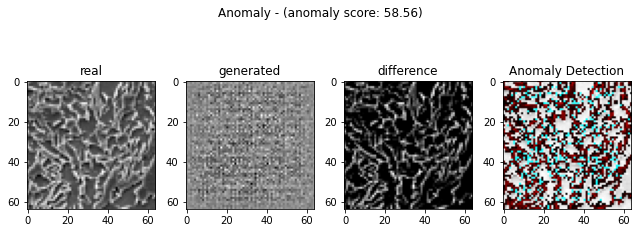 Anomaly - (anomaly score: 58.56)
real generated difference Anomaly Detection
0 0 0 0
20 20 20 20
40 40 40 40
60 60 60 60
0 20 40 60 0 20 40 60 0 20 40 60 0 20 40 60